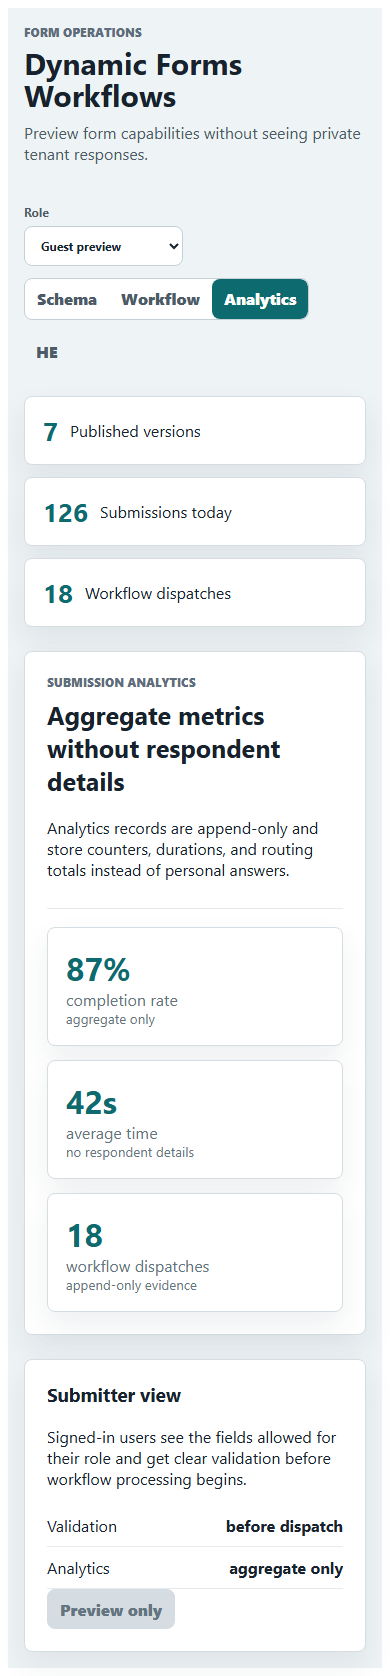 FORM OPERATIONS
Dynamic Forms
Workflows
Preview form capabilities without seeing private
tenant responses.
Role
Guest preview
Schema Workflow Analytics
HE
7 Published versions
126 Submissions today
18 Workflow dispatches
SUBMISSION ANALYTICS
Aggregate metrics
without respondent
details
Analytics records are append-only and
store counters, durations, and routing
totals instead of personal answers.
87%
completion rate
aggregate only
42s
average time
no respondent details
18
workflow dispatches
append-only evidence
Submitter view
Signed-in users see the fields allowed for
their role and get clear validation before
workflow processing begins.
Validation before dispatch
Analytics aggregate only
Preview only